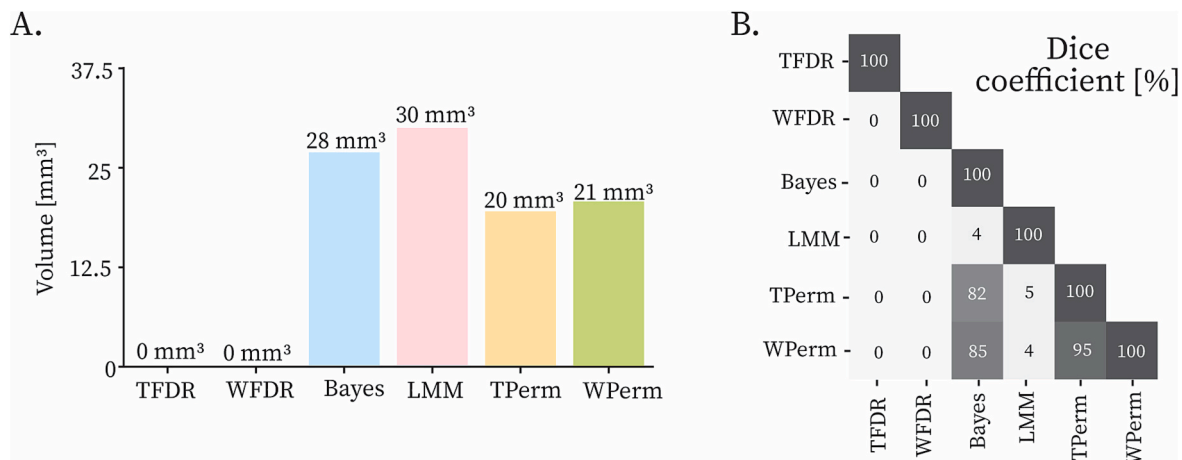 A.
37.5
25
12.5
0
Volume [mm³]
0 mm³
0 mm³
28 mm³
30 mm³
20 mm³
21 mm³
TFDR
WFDR
Bayes
LMM
TPerm
WPerm
B.
Dice
coefficient [%]
TFDR
100
WFDR
0 100
Bayes
0 0 100
LMM
0 0 4 100
TPerm
0 0 82 5 100
WPerm
0 0 85 4 95 100
TFDR
WFDR
Bayes
LMM
TPerm
WPerm